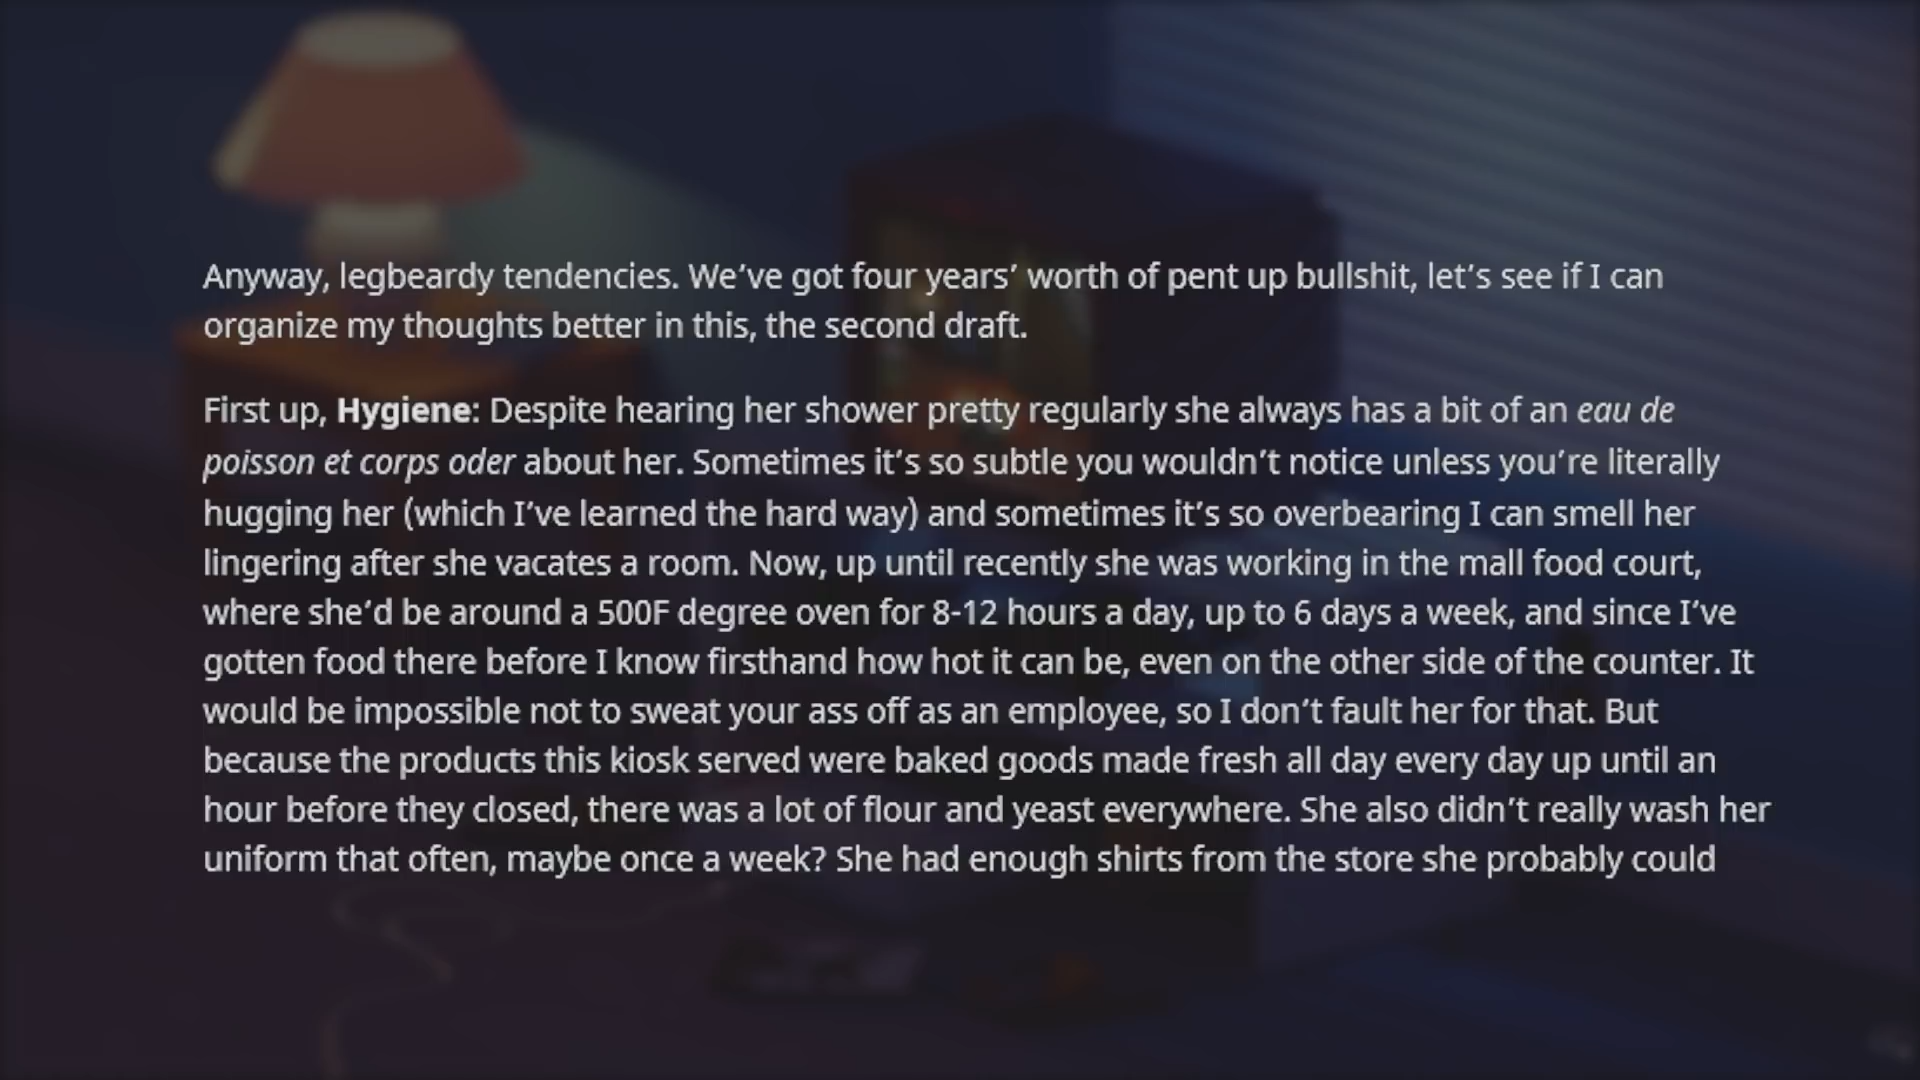 Anyway, legbeardy tendencies. We’ve got four years’ worth of pent up bullshit, let’s see if I can
organize my thoughts better in this, the second draft.
First up, Hygiene: Despite hearing her shower pretty regularly she always has a bit of an eau de
poisson et corps oder about her. Sometimes it’s so subtle you wouldn’t notice unless you’re literally
hugging her (which I’ve learned the hard way) and sometimes it’s so overbearing I can smell her
lingering after she vacates a room. Now, up until recently she was working in the mall food court,
where she’d be around a 500F degree oven for 8-12 hours a day, up to 6 days a week, and since I’ve
gotten food there before I know firsthand how hot it can be, even on the other side of the counter. It
would be impossible not to sweat your ass off as an employee, so I don’t fault her for that. But
because the products this kiosk served were baked goods made fresh all day every day up until an
hour before they closed, there was a lot of flour and yeast everywhere. She also didn’t really wash her
uniform that often, maybe once a week? She had enough shirts from the store she probably could